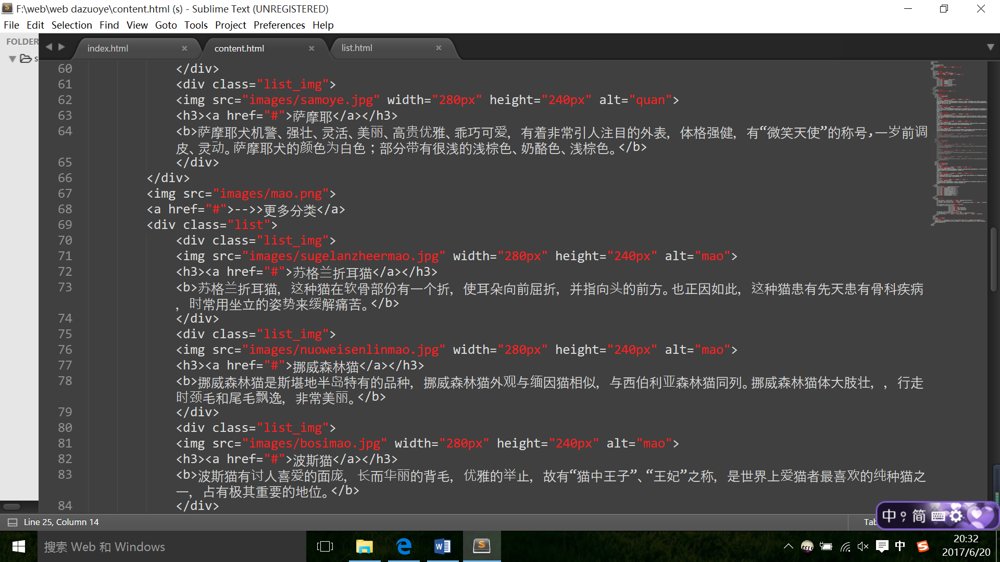 F:\web\web dazuoye\content.html (s) - Sublime Text (UNREGISTERED)
File Edit Selection Find View Goto Tools Project Preferences Help
FOLDER
s
index.html × content.html × list.html ×
60 </div>
61 <div class="list_img">
62 <img src="images/samoye.jpg" width="280px" height="240px" alt="quan">
63 <h3><a href="#">萨摩耶</a></h3>
64 <b>萨摩耶犬机警、强壮、灵活、美丽、高贵优雅、乖巧可爱, 有着非常引人注目的外表, 体格强健, 有“微笑天使”的称号,一岁前调
皮、灵动。萨摩耶犬的颜色为白色；部分带有很浅的浅棕色、奶酪色、浅棕色。</b>
65 </div>
66 </div>
67 <img src="images/mao.png">
68 <a href="#">-->>更多分类</a>
69 <div class="list">
70 <div class="list_img">
71 <img src="images/sugelanzheermao.jpg" width="280px" height="240px" alt="mao">
72 <h3><a href="#">苏格兰折耳猫</a></h3>
73 <b>苏格兰折耳猫, 这种猫在软骨部份有一个折, 使耳朵向前屈折, 并指向头的前方。也正因如此, 这种猫患有先天患有骨科疾病
, 时常用坐立的姿势来缓解痛苦。</b>
74 </div>
75 <div class="list_img">
76 <img src="images/nuoweisenlinmao.jpg" width="280px" height="240px" alt="mao">
77 <h3><a href="#">挪威森林猫</a></h3>
78 <b>挪威森林猫是斯堪地半岛特有的品种, 挪威森林猫外观与缅因猫相似, 与西伯利亚森林猫同列。挪威森林猫体大肢壮, , 行走
时颈毛和尾毛飘逸, 非常美丽。</b>
79 </div>
80 <div class="list_img">
81 <img src="images/bosimao.jpg" width="280px" height="240px" alt="mao">
82 <h3><a href="#">波斯猫</a></h3>
83 <b>波斯猫有讨人喜爱的面庞, 长而华丽的背毛, 优雅的举止, 故有“猫中王子”、“王妃”之称, 是世界上爱猫者最喜欢的纯种猫之
一, 占有极其重要的地位。</b>
84 </div>
Line 25, Column 14
Tab
中 简
搜索 Web 和 Windows
中
20:32
2017/6/20